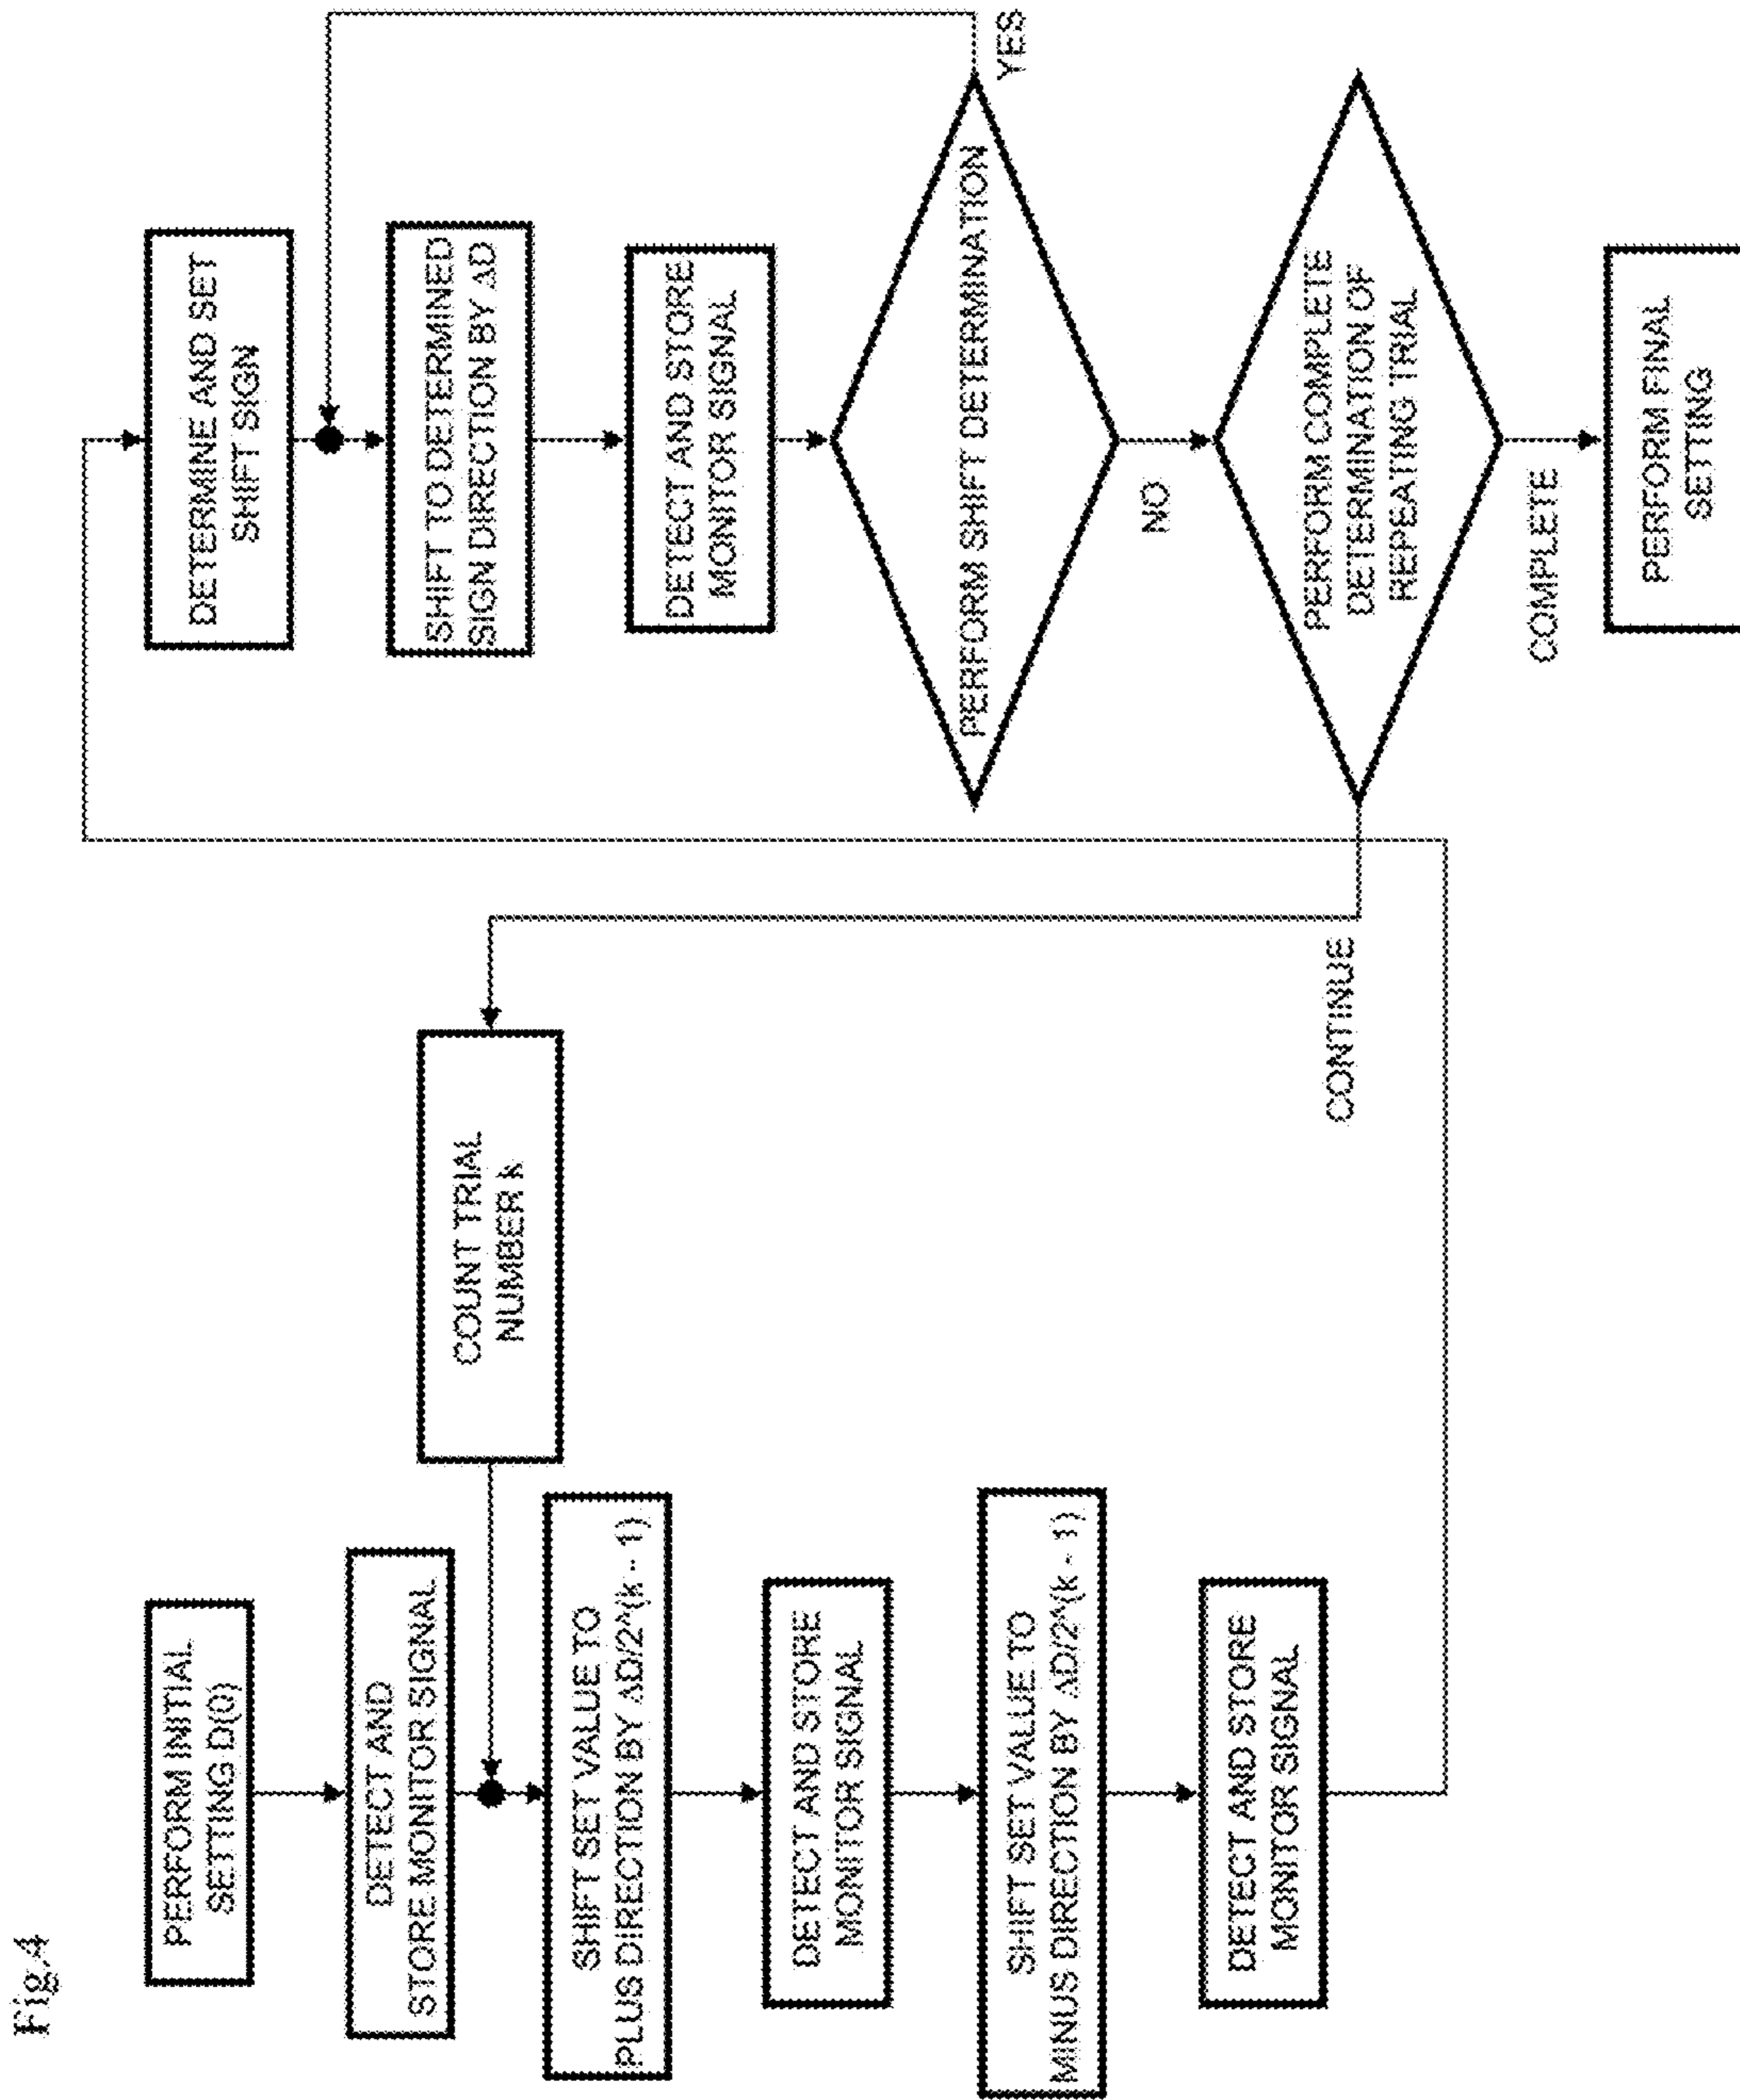 Fig.4
PERFORM INITIAL
SETTING D(0)
DETECT AND
STORE MONITOR SIGNAL
SHIFT SET VALUE TO
PLUS DIRECTION BY ΔD/2^(k - 1)
DETECT AND STORE
MONITOR SIGNAL
SHIFT SET VALUE TO
MINUS DIRECTION BY ΔD/2^(k - 1)
DETECT AND STORE
MONITOR SIGNAL
COUNT TRIAL
NUMBER k
CONTINUE
DETERMINE AND SET
SHIFT SIGN
SHIFT TO DETERMINED
SIGN DIRECTION BY ΔD
DETECT AND STORE
MONITOR SIGNAL
PERFORM SHIFT DETERMINATION
YES
NO
PERFORM COMPLETE
DETERMINATION OF
REPEATING TRIAL
COMPLETE
PERFORM FINAL
SETTING